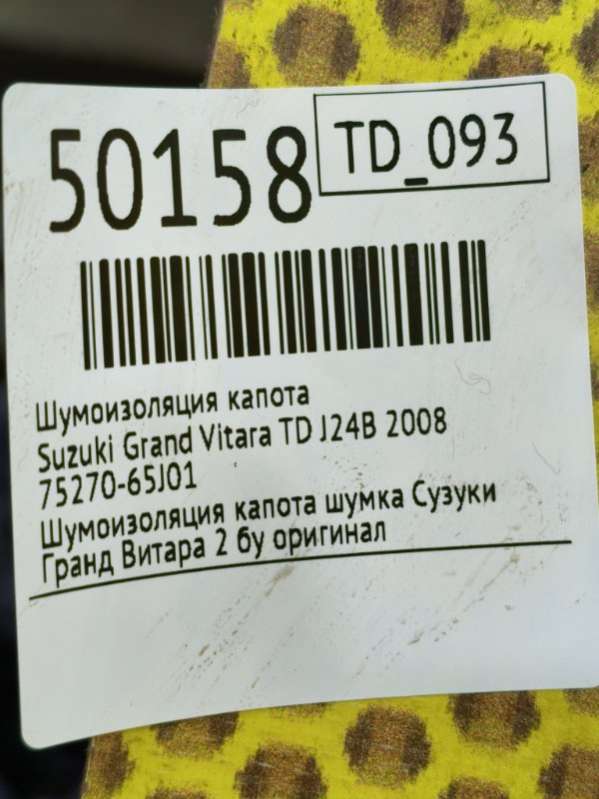 50158
TD_093
Шумоизоляция капота
Suzuki Grand Vitara TD J24B 2008
75270-65J01
Шумоизоляция капота шумка Сузуки
Гранд Витара 2 бу оригинал